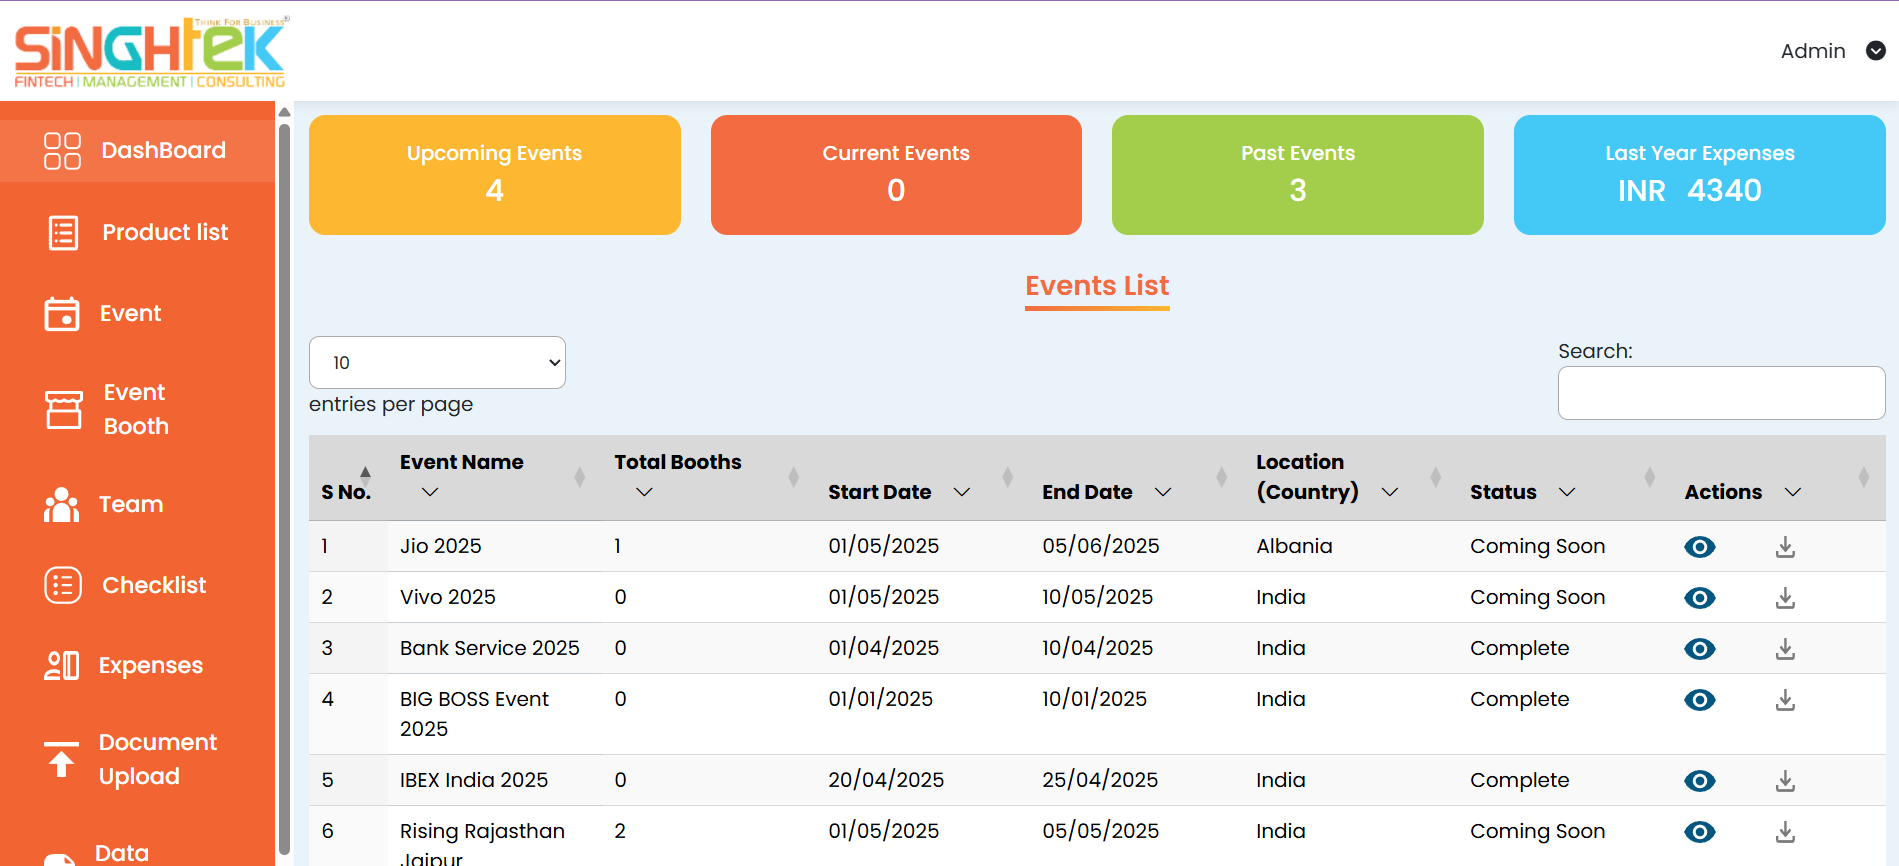 THINK FOR BUSINESS
SiNGHTEK
FINTECH | MANAGEMENT | CONSULTING
Admin
DashBoard
Product list
Event
Event
Booth
Team
Checklist
Expenses
Document
Upload
Data
Upcoming Events
4
Current Events
0
Past Events
3
Last Year Expenses
INR 4340
Events List
10
entries per page
Search:
S No. Event Name Total Booths Start Date End Date Location (Country) Status Actions
1 Jio 2025 1 01/05/2025 05/06/2025 Albania Coming Soon
2 Vivo 2025 0 01/05/2025 10/05/2025 India Coming Soon
3 Bank Service 2025 0 01/04/2025 10/04/2025 India Complete
4 BIG BOSS Event 0 01/01/2025 10/01/2025 India Complete
2025
5 IBEX India 2025 0 20/04/2025 25/04/2025 India Complete
6 Rising Rajasthan 2 01/05/2025 05/05/2025 India Coming Soon
Jaipur